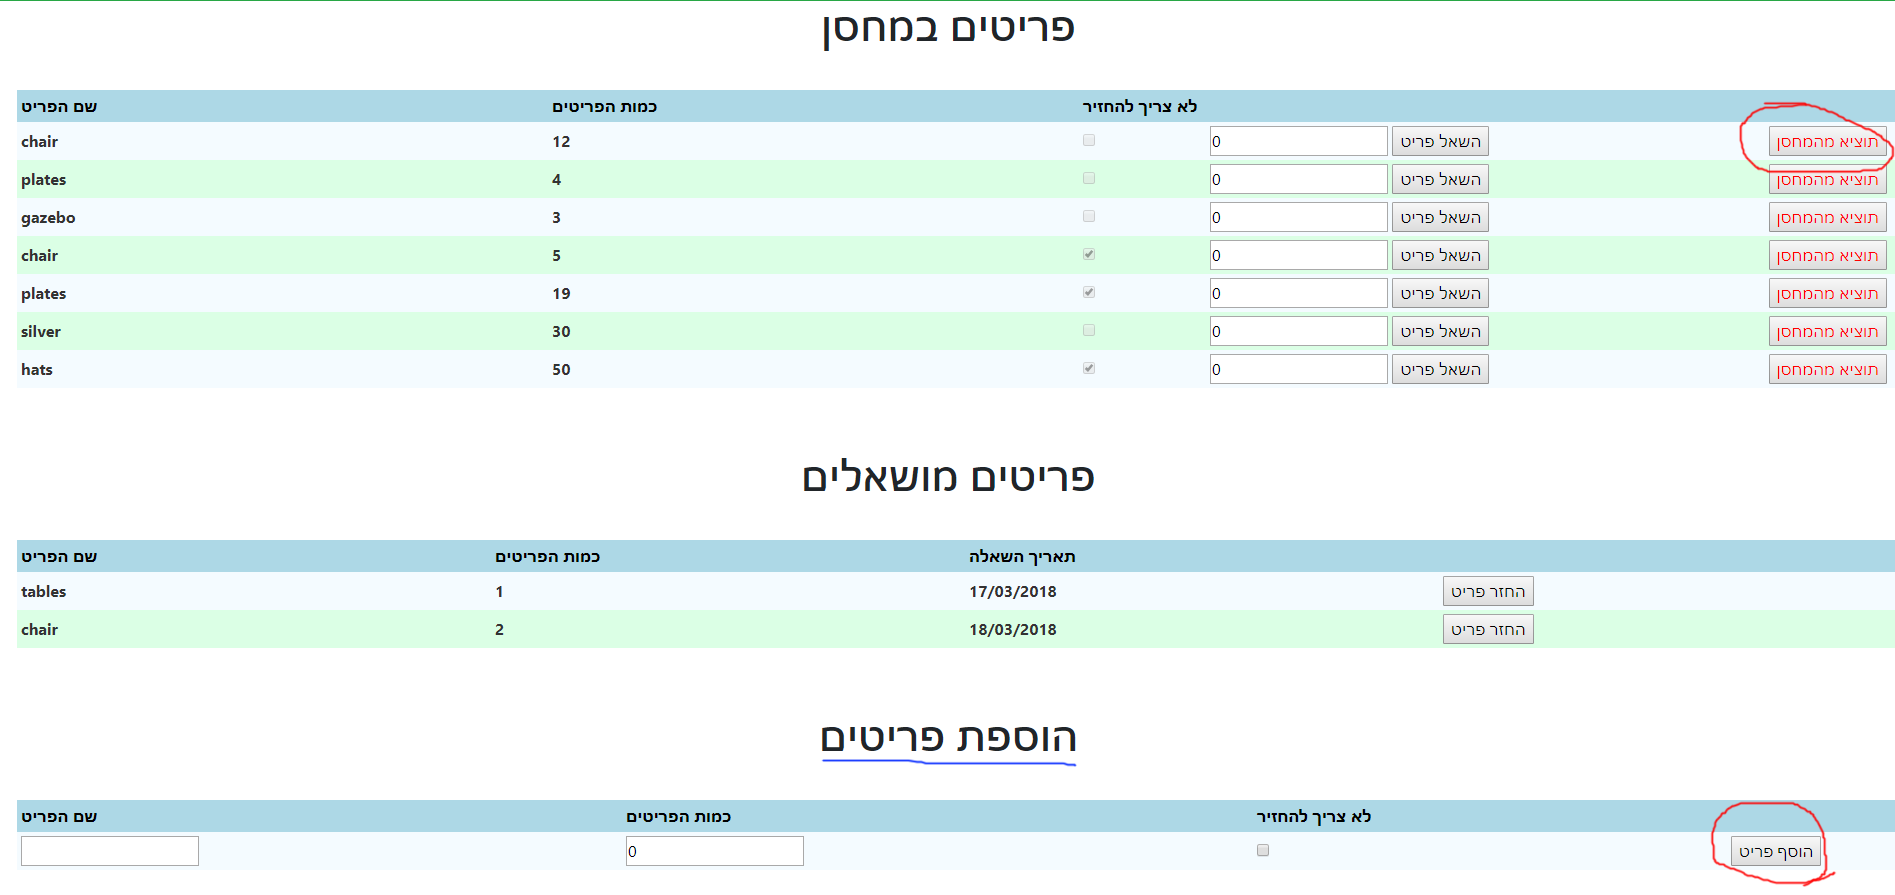 פריטים במחסן
שם הפריט כמות הפריטים לא צריך להחזיר
chair 12 0 השאל פריט תוציא מהמחסן
plates 4 0 השאל פריט תוציא מהמחסן
gazebo 3 0 השאל פריט תוציא מהמחסן
chair 5 0 השאל פריט תוציא מהמחסן
plates 19 0 השאל פריט תוציא מהמחסן
silver 30 0 השאל פריט תוציא מהמחסן
hats 50 0 השאל פריט תוציא מהמחסן
פריטים מושאלים
שם הפריט כמות הפריטים תאריך השאלה
tables 1 17/03/2018 החזר פריט
chair 2 18/03/2018 החזר פריט
הוספת פריטים
שם הפריט כמות הפריטים לא צריך להחזיר
0 הוסף פריט